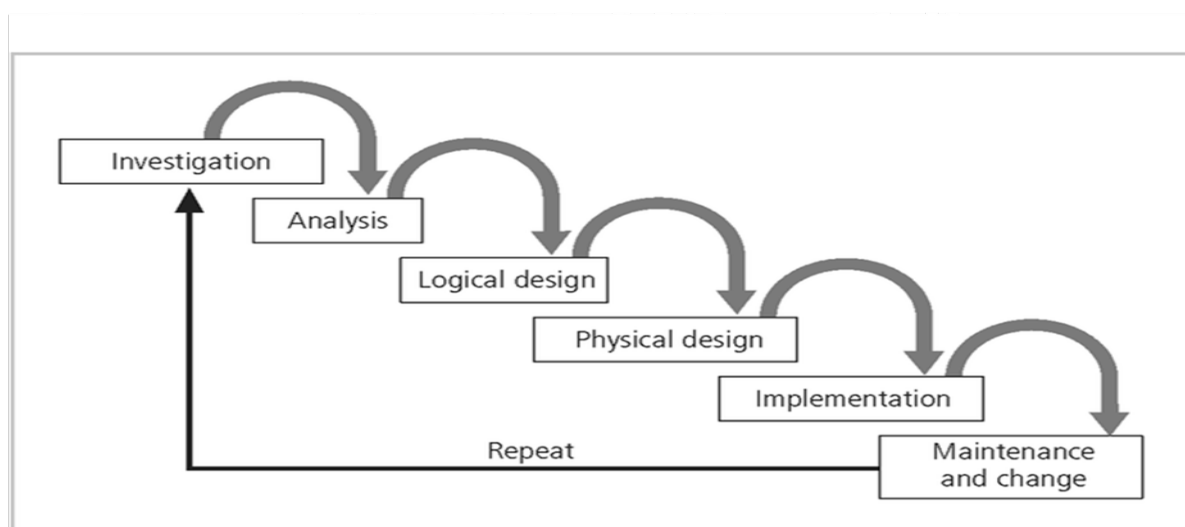 Investigation
Analysis
Logical design
Physical design
Implementation
Maintenance
and change
Repeat